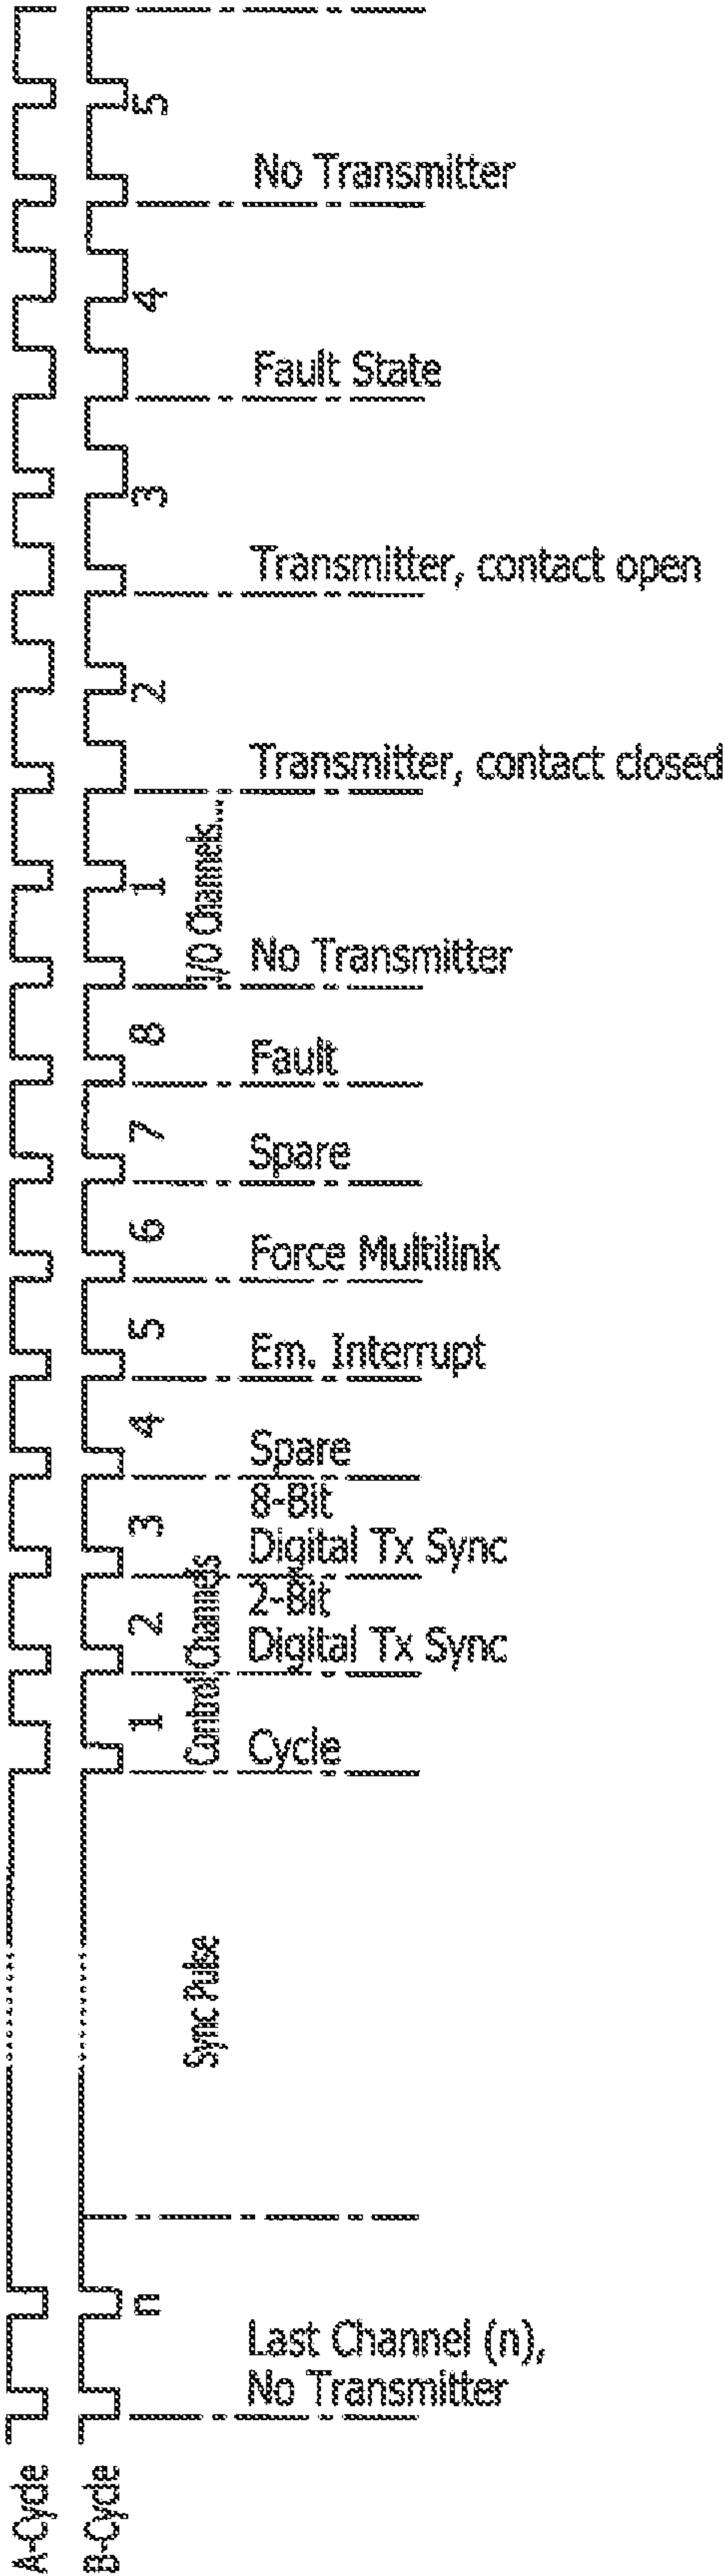 5
No Transmitter
4
Fault State
3
Transmitter, contact open
2
Transmitter, contact closed
1
I/O Channels...
No Transmitter
8
Fault
7
Spare
6
Force Multilink
5
Em. Interrupt
4
Spare
3
8-Bit
Digital Tx Sync
2
2-Bit
Digital Tx Sync
1
Control Channels
Cycle
Sync Pulse
n
Last Channel (n),
No Transmitter
A-Cycle
B-Cycle